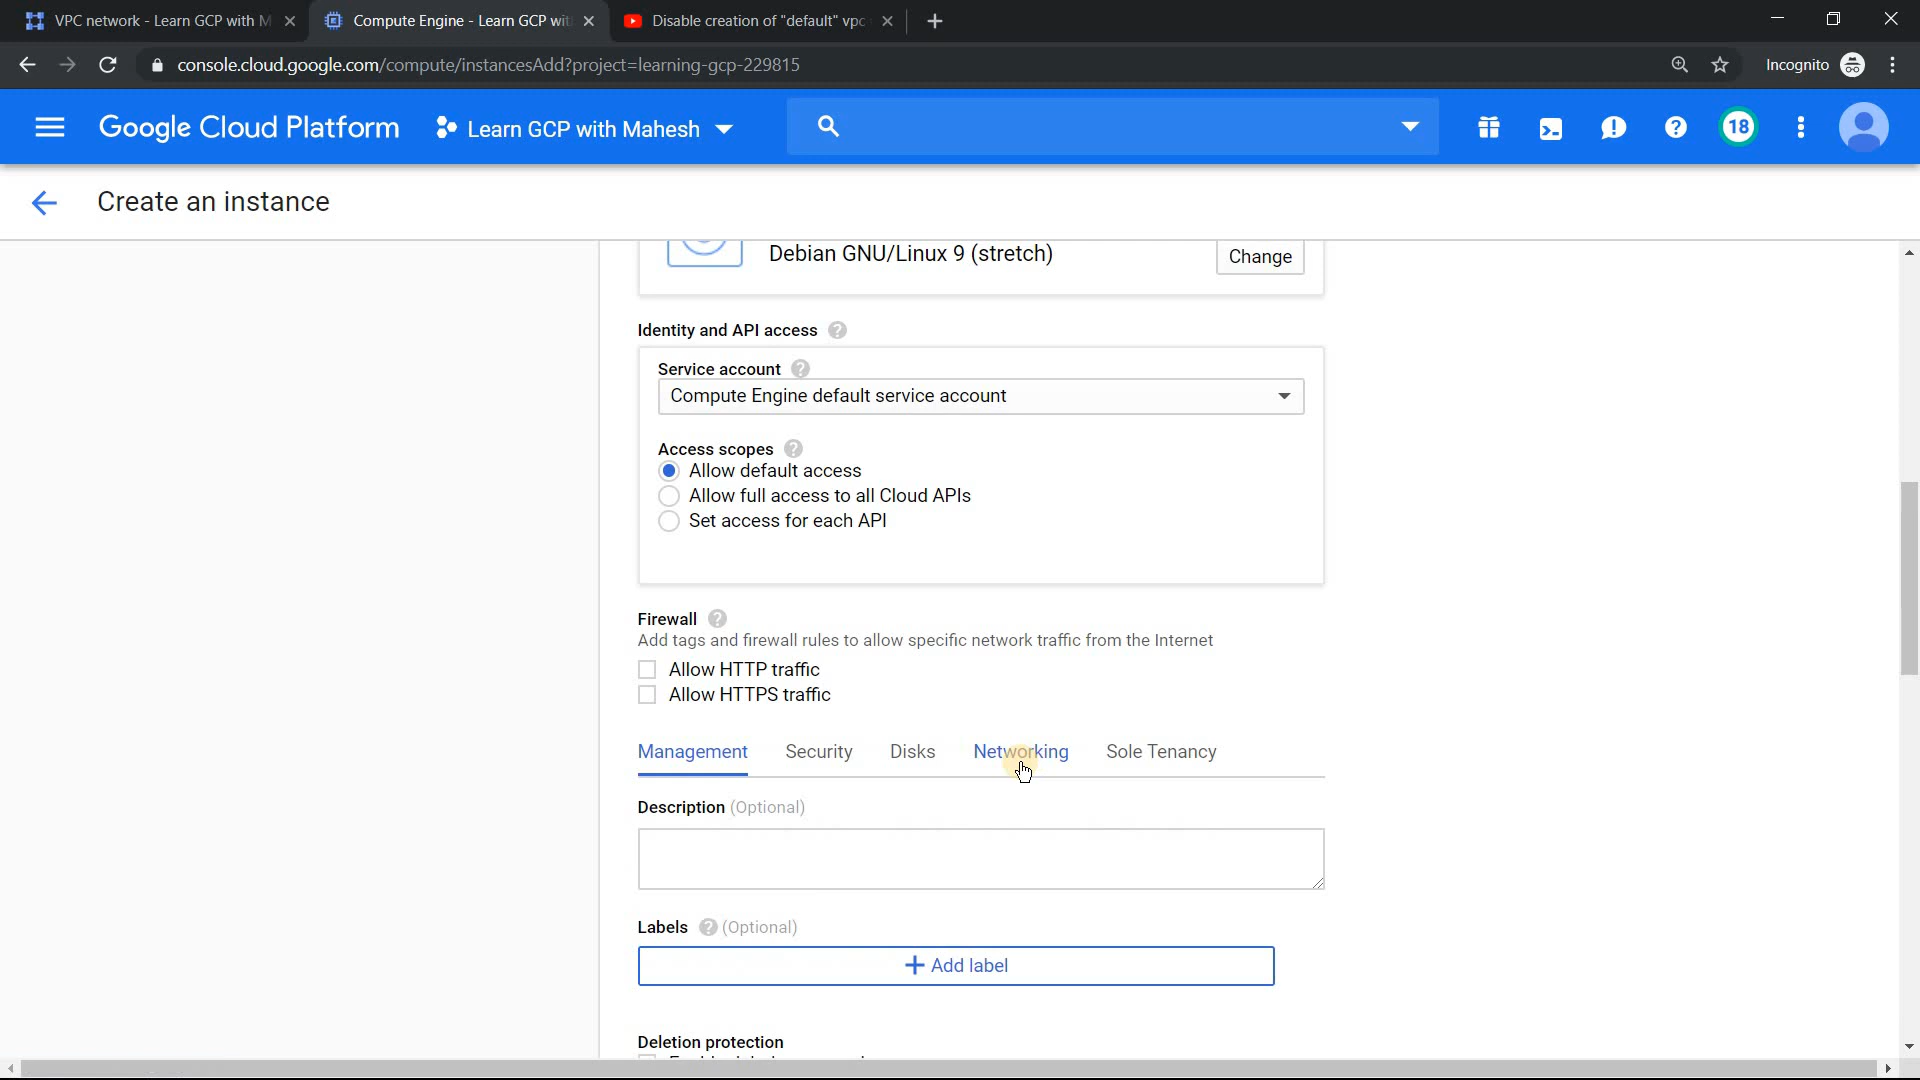 VPC network - Learn GCP with M
Compute Engine - Learn GCP wit
Disable creation of "default" vpc
console.cloud.google.com/compute/instancesAdd?project=learning-gcp-229815
Incognito
Google Cloud Platform
Learn GCP with Mahesh
18
Create an instance
Debian GNU/Linux 9 (stretch)
Change
Identity and API access
Service account
Compute Engine default service account
Access scopes
Allow default access
Allow full access to all Cloud APIs
Set access for each API
Firewall
Add tags and firewall rules to allow specific network traffic from the Internet
Allow HTTP traffic
Allow HTTPS traffic
Management Security Disks Networking Sole Tenancy
Description (Optional)
Labels (Optional)
+ Add label
Deletion protection